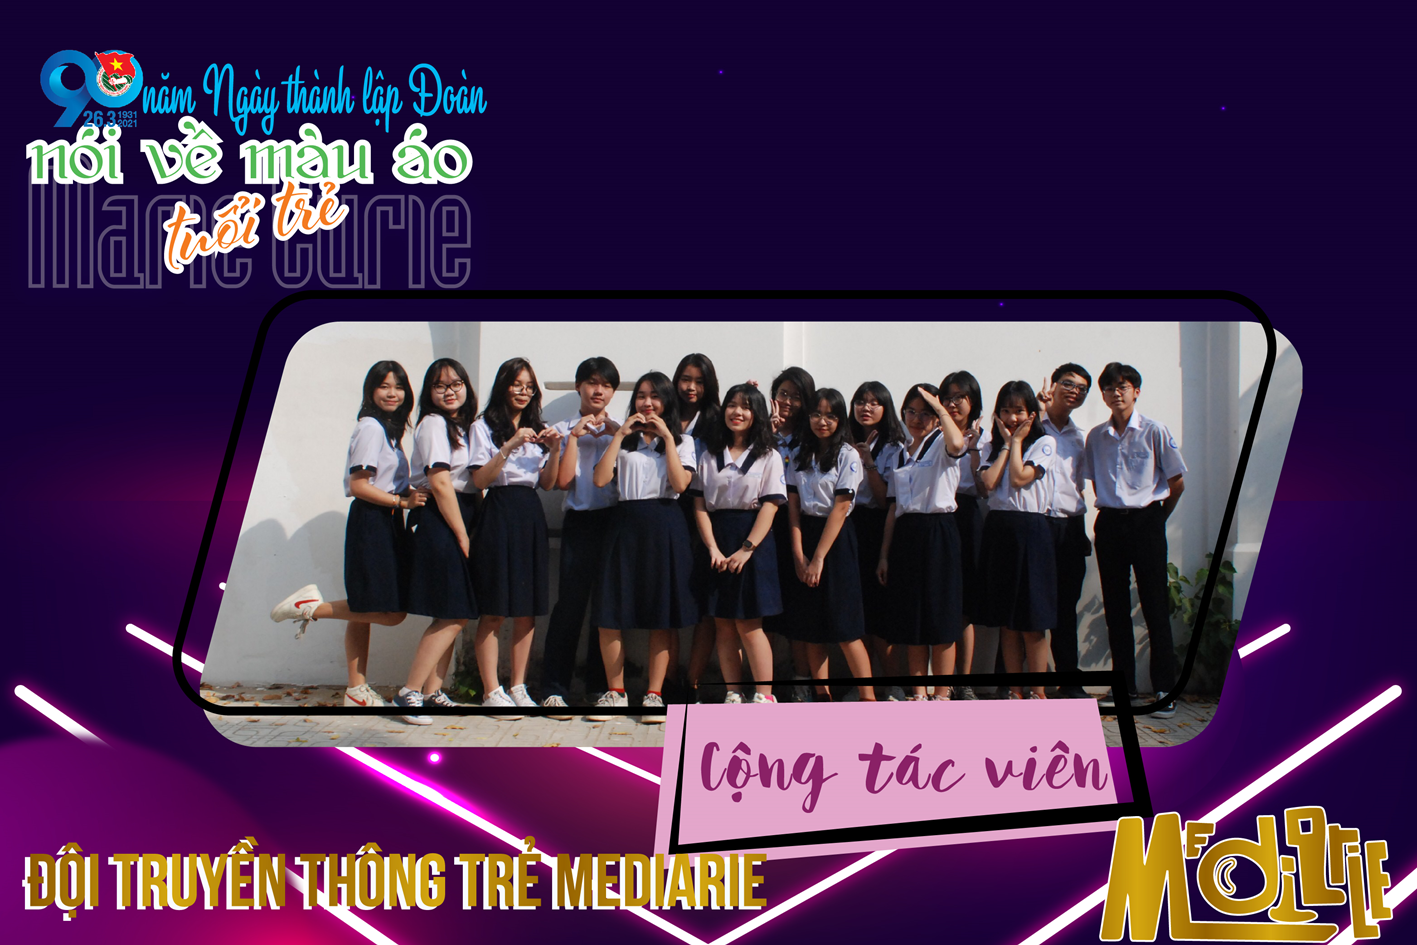 90 năm Ngày thành lập Đoàn
26.3 1931 2021
nói về màu áo
tuổi trẻ
Marie Curie
Cộng tác viên
ĐỘI TRUYỀN THÔNG TRẺ MEDIARIE
MEDIARIE